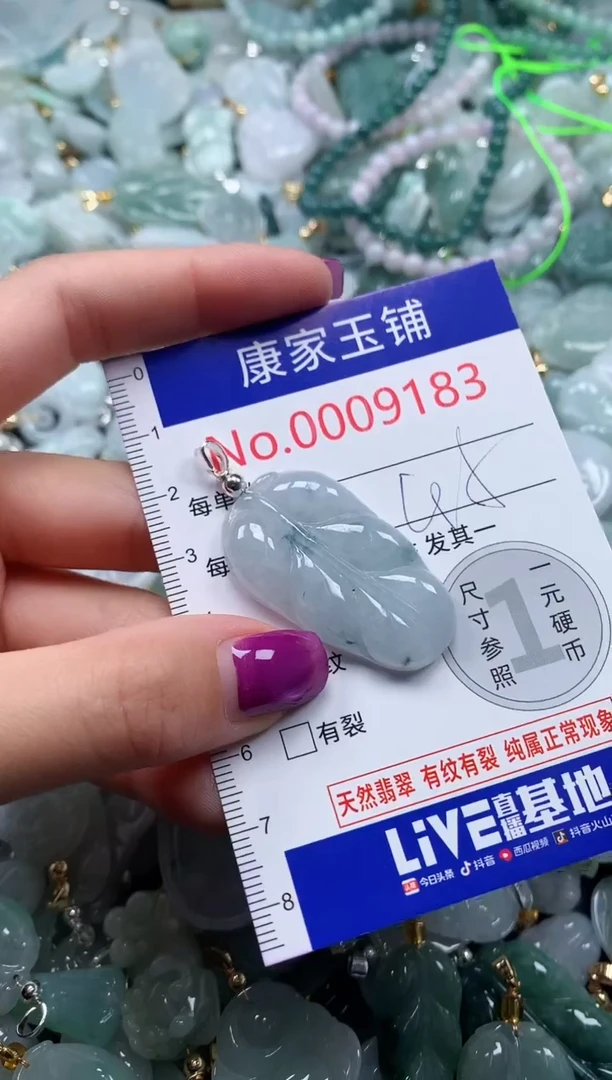 康家玉铺
No.0009183
0
1
2
每单
发其一
3
每
尺寸参照
1
一元硬币
纹
6
有裂
天然翡翠 有纹有裂 纯属正常现象
7
LiVE直播基地
8
今日头条 抖音 西瓜视频 抖音火山